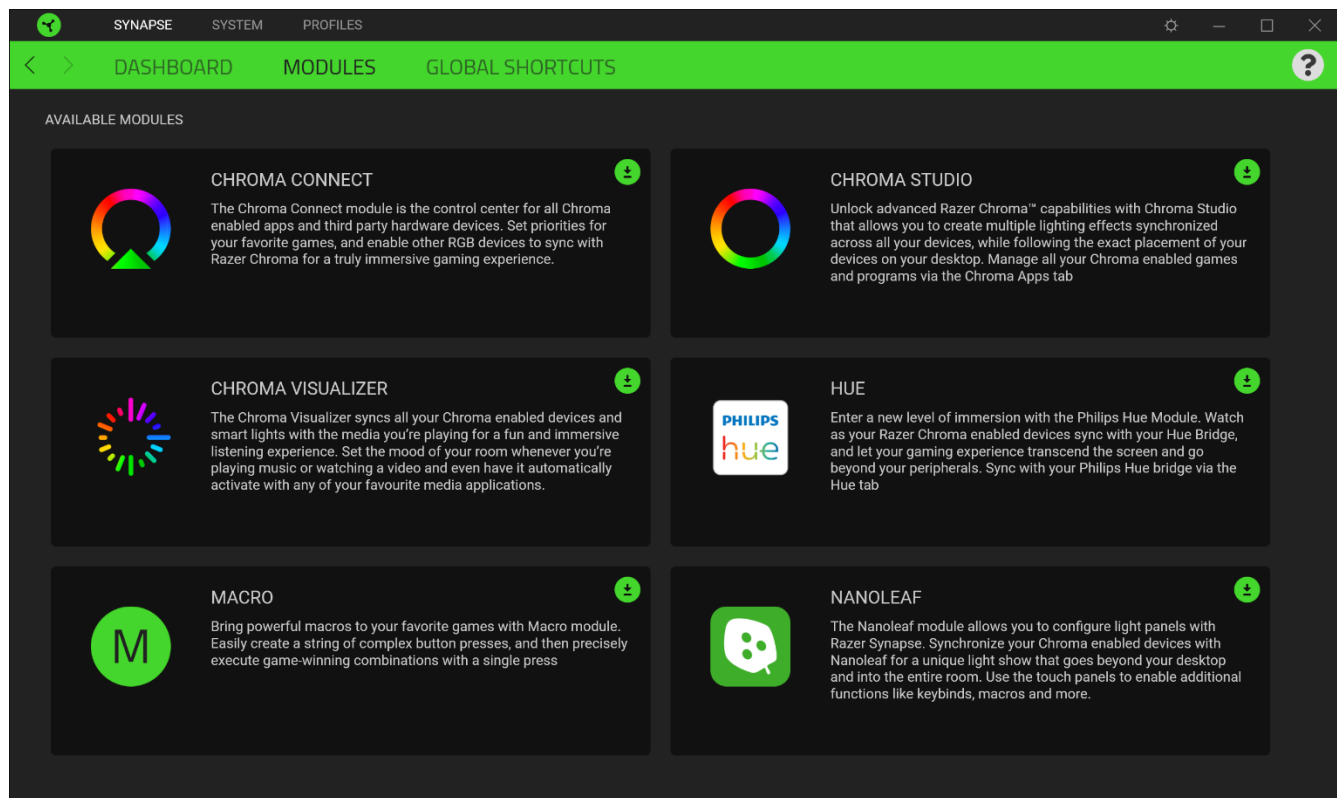 SYNAPSE SYSTEM PROFILES
DASHBOARD MODULES GLOBAL SHORTCUTS ?
AVAILABLE MODULES
CHROMA CONNECT
The Chroma Connect module is the control center for all Chroma
enabled apps and third party hardware devices. Set priorities for
your favorite games, and enable other RGB devices to sync with
Razer Chroma for a truly immersive gaming experience.
CHROMA STUDIO
Unlock advanced Razer Chroma™ capabilities with Chroma Studio
that allows you to create multiple lighting effects synchronized
across all your devices, while following the exact placement of your
devices on your desktop. Manage all your Chroma enabled games
and programs via the Chroma Apps tab
CHROMA VISUALIZER
The Chroma Visualizer syncs all your Chroma enabled devices and
smart lights with the media you're playing for a fun and immersive
listening experience. Set the mood of your room whenever you're
playing music or watching a video and even have it automatically
activate with any of your favourite media applications.
PHILIPS
hue
HUE
Enter a new level of immersion with the Philips Hue Module. Watch
as your Razer Chroma enabled devices sync with your Hue Bridge,
and let your gaming experience transcend the screen and go
beyond your peripherals. Sync with your Philips Hue bridge via the
Hue tab
M
MACRO
Bring powerful macros to your favorite games with Macro module.
Easily create a string of complex button presses, and then precisely
execute game-winning combinations with a single press
NANOLEAF
The Nanoleaf module allows you to configure light panels with
Razer Synapse. Synchronize your Chroma enabled devices with
Nanoleaf for a unique light show that goes beyond your desktop
and into the entire room. Use the touch panels to enable additional
functions like keybinds, macros and more.